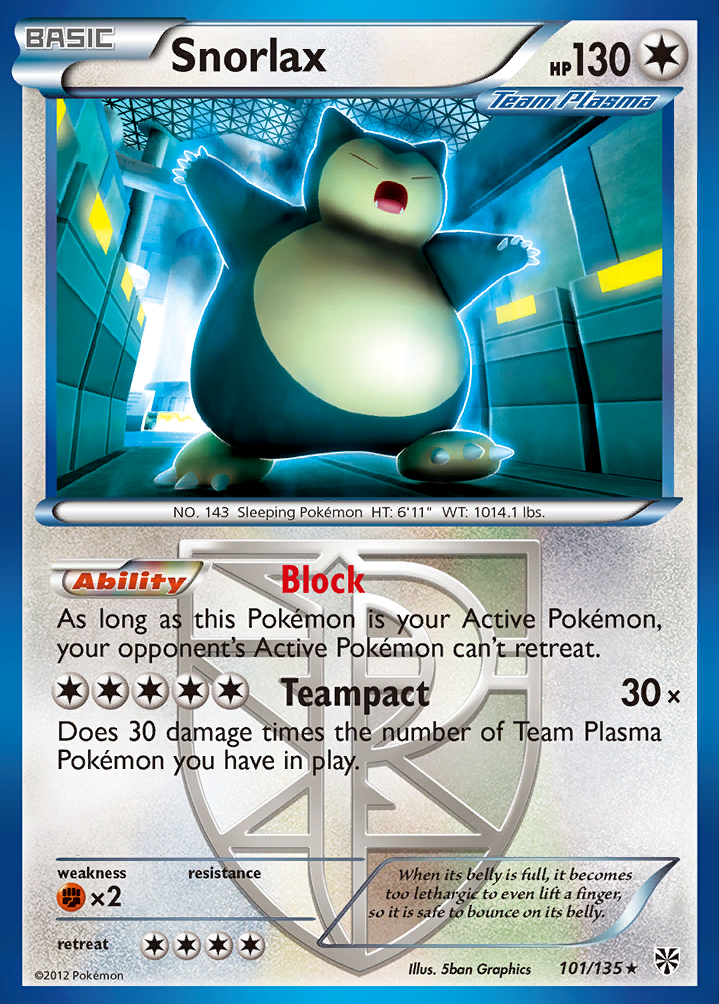 BASIC
Snorlax
HP130
Team Plasma
NO. 143 Sleeping Pokémon HT: 6'11" WT: 1014.1 lbs.
Ability Block
As long as this Pokémon is your Active Pokémon,
your opponent's Active Pokémon can't retreat.
Teampact 30×
Does 30 damage times the number of Team Plasma
Pokémon you have in play.
weakness resistance
×2
When its belly is full, it becomes
too lethargic to even lift a finger,
so it is safe to bounce on its belly.
retreat
©2012 Pokémon
Illus. 5ban Graphics 101/135★